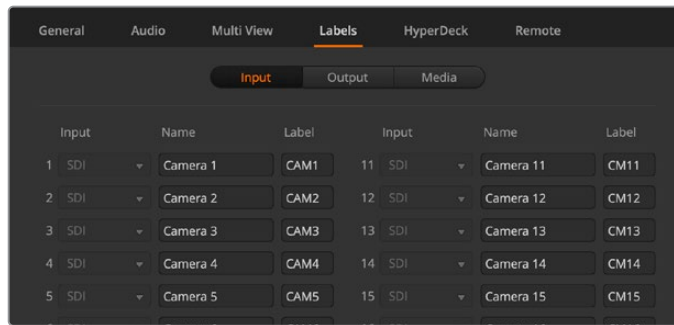 General Audio Multi View Labels HyperDeck Remote
Input Output Media
Input Name Label Input Name Label
1 SDI Camera 1 CAM1 11 SDI Camera 11 CM11
2 SDI Camera 2 CAM2 12 SDI Camera 12 CM12
3 SDI Camera 3 CAM3 13 SDI Camera 13 CM13
4 SDI Camera 4 CAM4 14 SDI Camera 14 CM14
5 SDI Camera 5 CAM5 15 SDI Camera 15 CM15